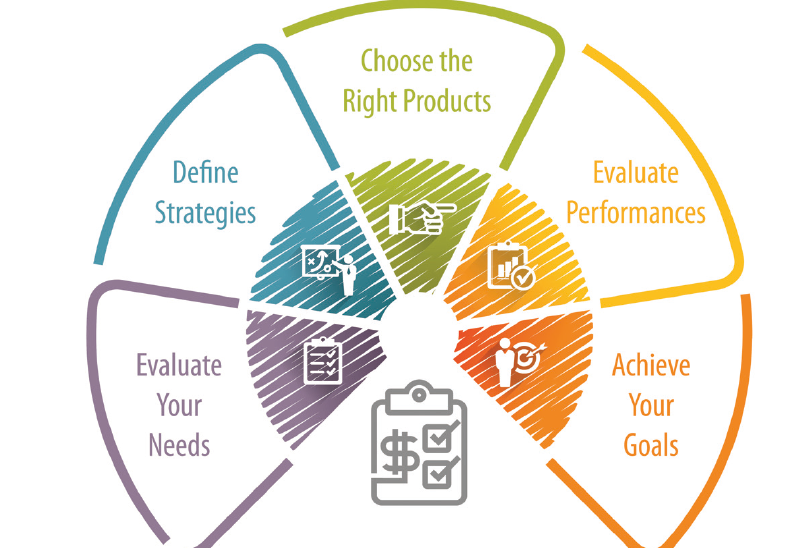 Choose the
Right Products
Define
Strategies
Evaluate
Performances
Evaluate
Your
Needs
Achieve
Your
Goals
$